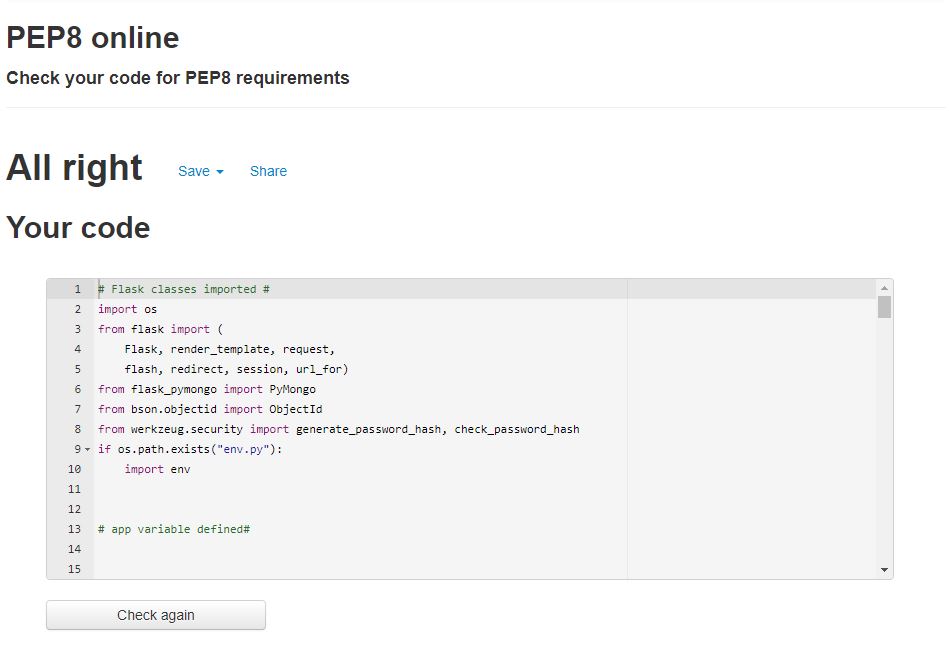 PEP8 online
Check your code for PEP8 requirements
All right Save Share
Your code
1 # Flask classes imported #
2 import os
3 from flask import (
4     Flask, render_template, request,
5     flash, redirect, session, url_for)
6 from flask_pymongo import PyMongo
7 from bson.objectid import ObjectId
8 from werkzeug.security import generate_password_hash, check_password_hash
9 if os.path.exists("env.py"):
10     import env
11
12
13 # app variable defined#
14
15
Check again